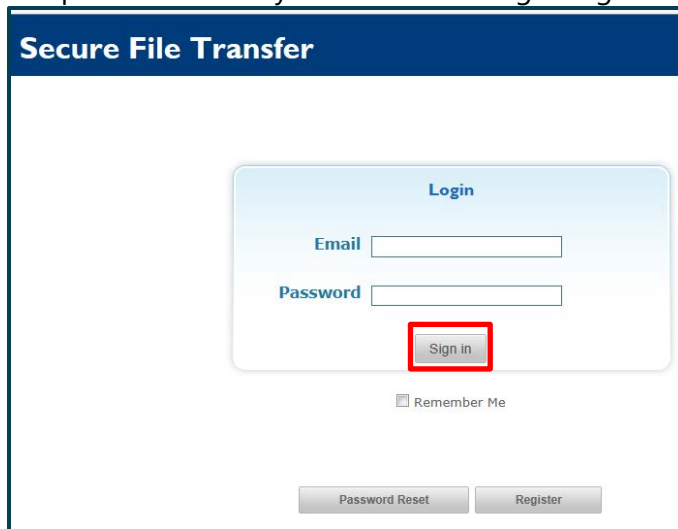 Secure File Transfer
Login
Email
Password
Sign in
Remember Me
Password Reset
Register